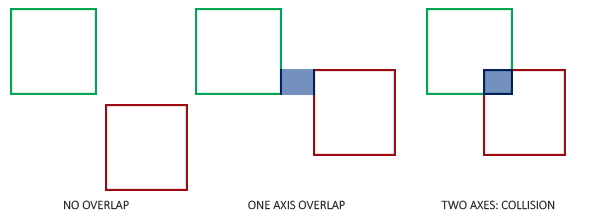 NO OVERLAP
ONE AXIS OVERLAP
TWO AXES: COLLISION